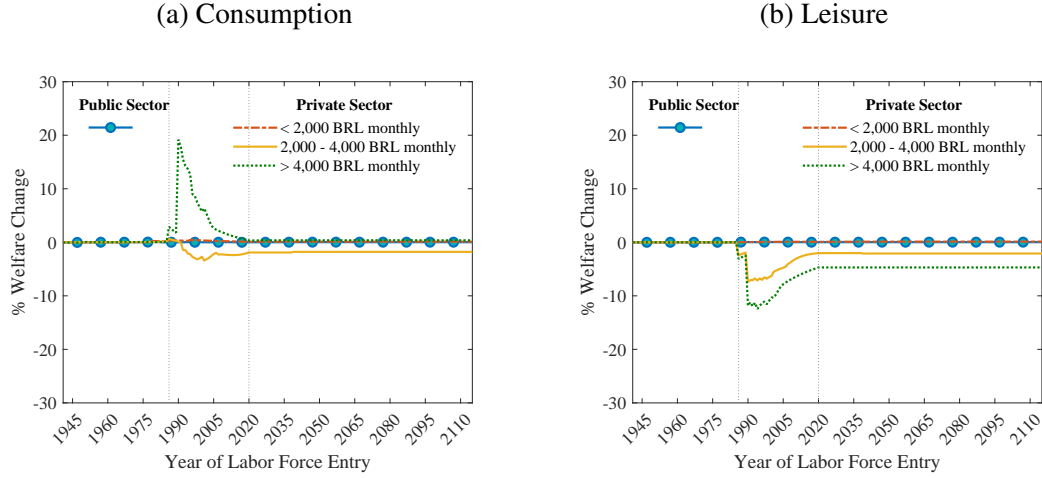 (a) Consumption
30
20
10
0
-10
-20
-30
% Welfare Change
Public Sector
Private Sector
< 2,000 BRL monthly
2,000 - 4,000 BRL monthly
> 4,000 BRL monthly
1945 1960 1975 1990 2005 2020 2035 2050 2065 2080 2095 2110
Year of Labor Force Entry
(b) Leisure
30
20
10
0
-10
-20
-30
% Welfare Change
Public Sector
Private Sector
< 2,000 BRL monthly
2,000 - 4,000 BRL monthly
> 4,000 BRL monthly
1945 1960 1975 1990 2005 2020 2035 2050 2065 2080 2095 2110
Year of Labor Force Entry